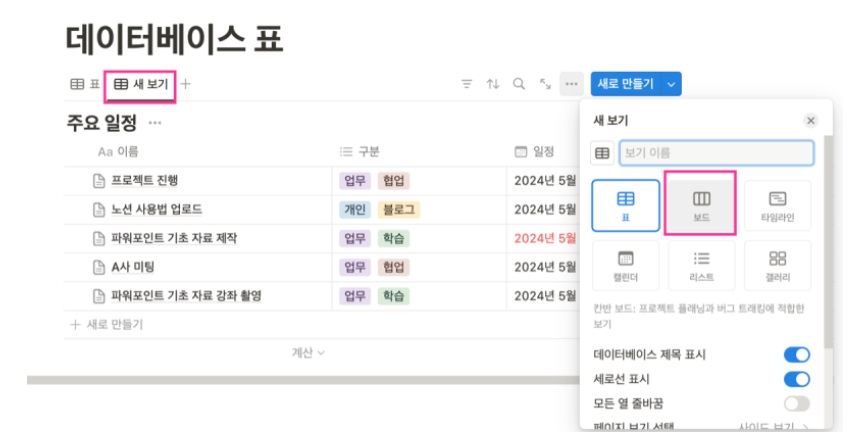 데이터베이스 표
표 새 보기
새로 만들기
주요 일정 ...
Aa 이름 구분 일정
프로젝트 진행 업무 협업 2024년 5월
노션 사용법 업로드 개인 블로그 2024년 5월
파워포인트 기초 자료 제작 업무 학습 2024년 5월
A사 미팅 업무 협업 2024년 5월
파워포인트 기초 자료 강좌 촬영 업무 학습 2024년 5월
+ 새로 만들기
계산
새 보기
보기 이름
표 보드 타임라인
캘린더 리스트 갤러리
칸반 보드: 프로젝트 플래닝과 버그 트래킹에 적합한
보기
데이터베이스 제목 표시
세로선 표시
모든 열 줄바꿈
페이지 보기 선택 사이드 보기